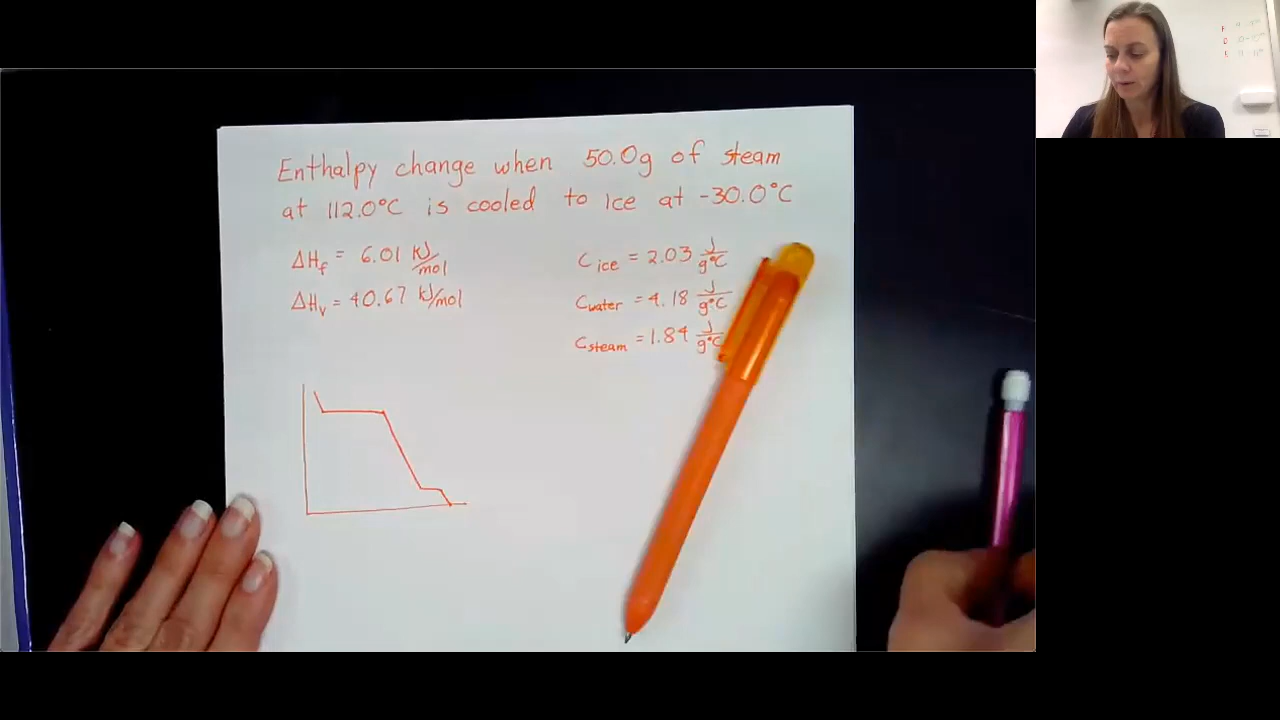 Enthalpy change when 50.0g of steam
at 112.0°C is cooled to Ice at -30.0°C
ΔHf = 6.01 kJ/mol
ΔHv = 40.67 kJ/mol
Cice = 2.03 J/g°C
Cwater = 4.18 J/g°C
Csteam = 1.84 J/g°C